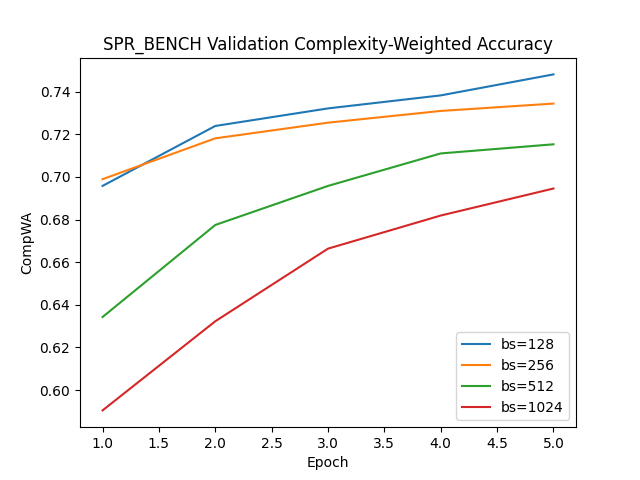 SPR_BENCH Validation Complexity-Weighted Accuracy
CompWA
0.74
0.72
0.70
0.68
0.66
0.64
0.62
0.60
1.0 1.5 2.0 2.5 3.0 3.5 4.0 4.5 5.0
Epoch
bs=128
bs=256
bs=512
bs=1024